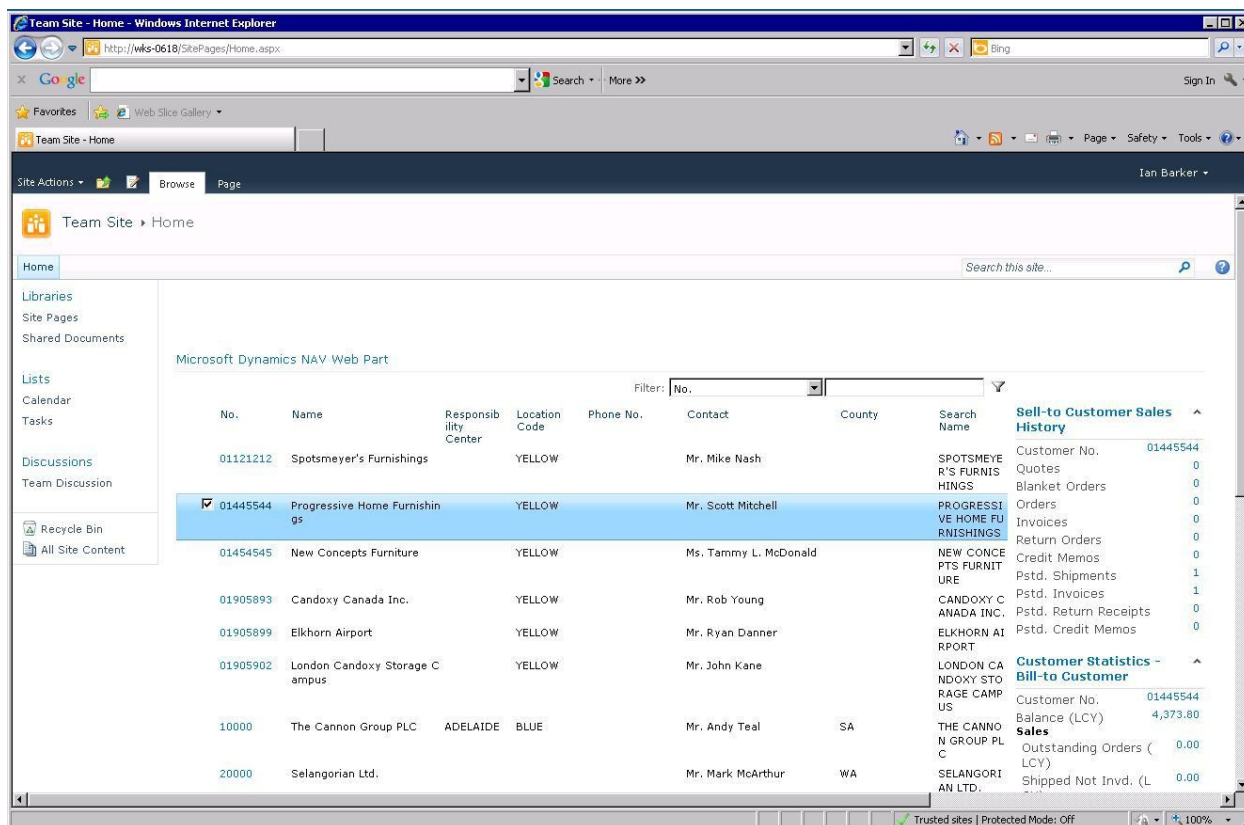 Team Site - Home - Windows Internet Explorer
http://wks-0618/SitePages/Home.aspx
Bing
Google
Search
More >>
Sign In
Favorites
Web Slice Gallery
Team Site - Home
Page
Safety
Tools
Site Actions
Browse
Page
Ian Barker
Team Site
Home
Home
Search this site...
Libraries
Site Pages
Shared Documents
Lists
Calendar
Tasks
Discussions
Team Discussion
Recycle Bin
All Site Content
Microsoft Dynamics NAV Web Part
Filter: No.
No. Name Responsib Location Phone No. Contact County Search
ility Code Name
Center
01121212 Spotsmeyer's Furnishings YELLOW Mr. Mike Nash SPOTSMEYE
R'S FURNIS
HINGS
01445544 Progressive Home Furnishin YELLOW Mr. Scott Mitchell PROGRESSI
gs VE HOME FU
RNISHINGS
01454545 New Concepts Furniture YELLOW Ms. Tammy L. McDonald NEW CONCE
PTS FURNIT
URE
01905893 Candoxy Canada Inc. YELLOW Mr. Rob Young CANDOXY C
ANADA INC.
01905899 Elkhorn Airport YELLOW Mr. Ryan Danner ELKHORN AI
RPORT
01905902 London Candoxy Storage C YELLOW Mr. John Kane LONDON CA
ampus NDOXY STO
RAGE CAMP
US
10000 The Cannon Group PLC ADELAIDE BLUE Mr. Andy Teal SA THE CANNO
N GROUP PL
C
20000 Selangorian Ltd. Mr. Mark McArthur WA SELANGORI
AN LTD.
Sell-to Customer Sales
History
Customer No. 01445544
Quotes 0
Blanket Orders 0
Orders 0
Invoices 0
Return Orders 0
Credit Memos 0
Pstd. Shipments 1
Pstd. Invoices 1
Pstd. Return Receipts 0
Pstd. Credit Memos 0
Customer Statistics -
Bill-to Customer
Customer No. 01445544
Balance (LCY) 4,373.80
Sales
Outstanding Orders ( 0.00
LCY)
Shipped Not Invd. (L 0.00
Trusted sites | Protected Mode: Off
100%